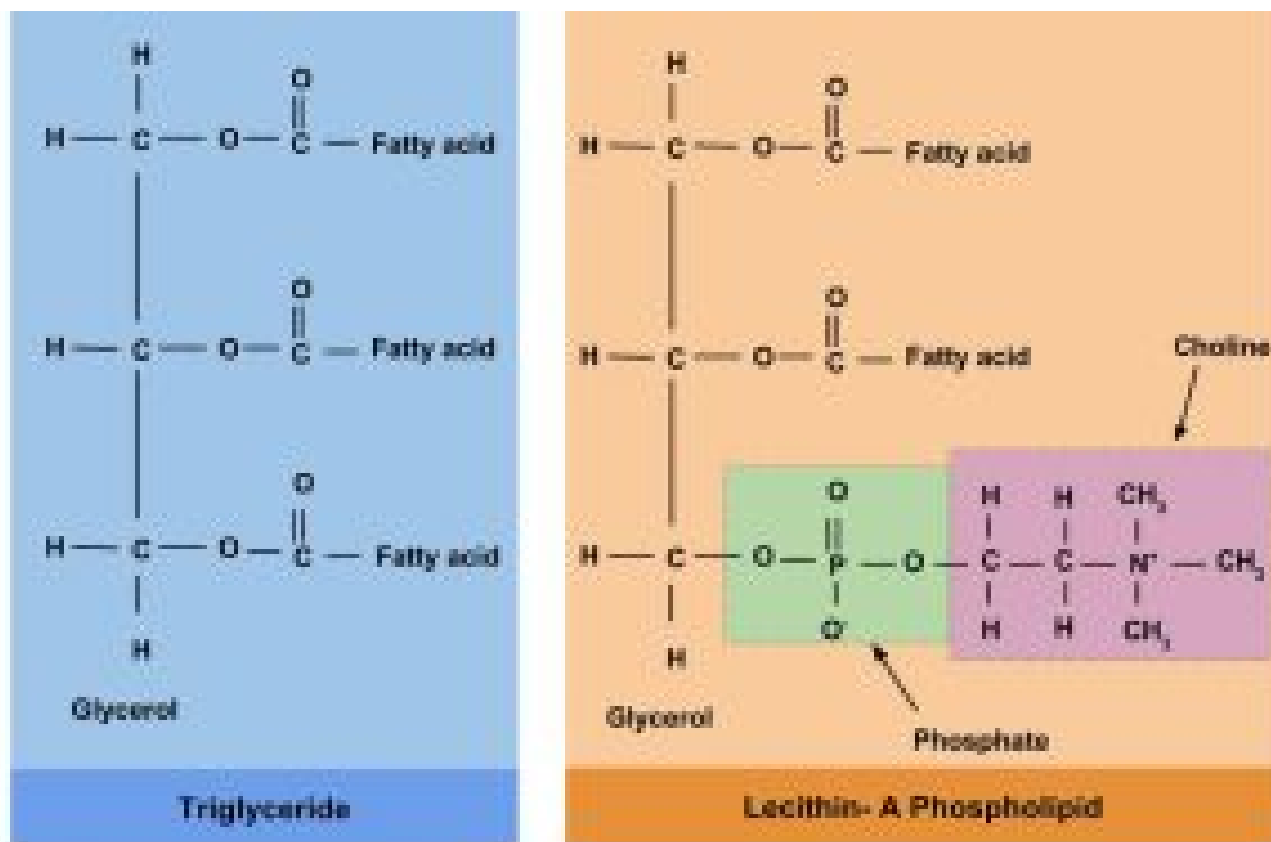 H
O
H — C — O — C — Fatty acid
O
H — C — O — C — Fatty acid
O
H — C — O — C — Fatty acid
H
Glycerol
Triglyceride
H
O
H — C — O — C — Fatty acid
O
H — C — O — C — Fatty acid
Choline
O H H CH₃
H — C — O — P — O — C — C — N⁺ — CH₃
O⁻ H H CH₃
H
Glycerol
Phosphate
Lecithin- A Phospholipid